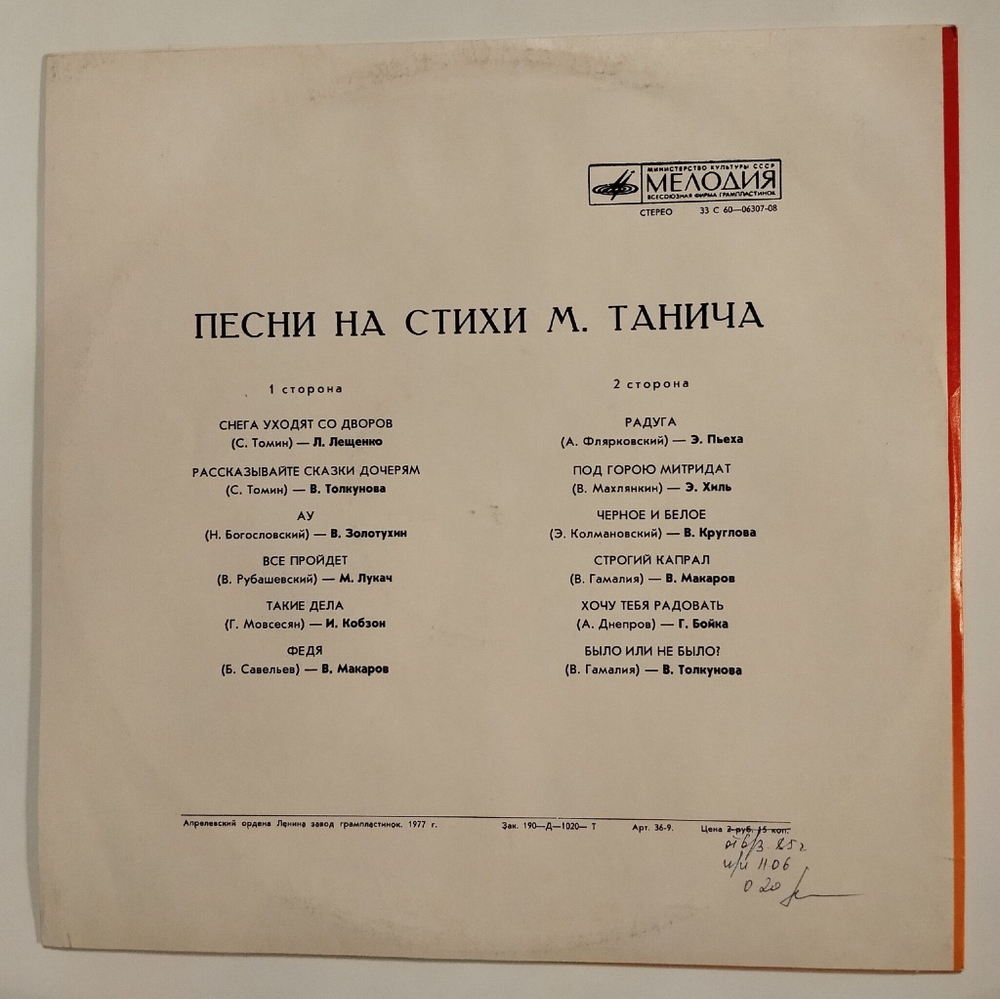 МИНИСТЕРСТВО КУЛЬТУРЫ СССР
МЕЛОДИЯ
ВСЕСОЮЗНАЯ ФИРМА ГРАМПЛАСТИНОК
СТЕРЕО 33 С 60—06307-08
ПЕСНИ НА СТИХИ М. ТАНИЧА
1 сторона
СНЕГА УХОДЯТ СО ДВОРОВ
(С. Томин) — Л. Лещенко
РАССКАЗЫВАЙТЕ СКАЗКИ ДОЧЕРЯМ
(С. Томин) — В. Толкунова
АУ
(Н. Богословский) — В. Золотухин
ВСЕ ПРОЙДЕТ
(В. Рубашевский) — М. Лукач
ТАКИЕ ДЕЛА
(Г. Мовсесян) — И. Кобзон
ФЕДЯ
(Б. Савельев) — В. Макаров
2 сторона
РАДУГА
(А. Флярковский) — Э. Пьеха
ПОД ГОРОЮ МИТРИДАТ
(В. Махлянкин) — Э. Хиль
ЧЕРНОЕ И БЕЛОЕ
(Э. Колмановский) — В. Круглова
СТРОГИЙ КАПРАЛ
(В. Гамалия) — В. Макаров
ХОЧУ ТЕБЯ РАДОВАТЬ
(А. Днепров) — Г. Бойка
БЫЛО ИЛИ НЕ БЫЛО?
(В. Гамалия) — В. Толкунова
Апрелевский ордена Ленина завод грампластинок. 1977 г. Зак. 190—Д—1020— Т Арт. 36-9. Цена 2 руб. 15 коп.
1106
0 20